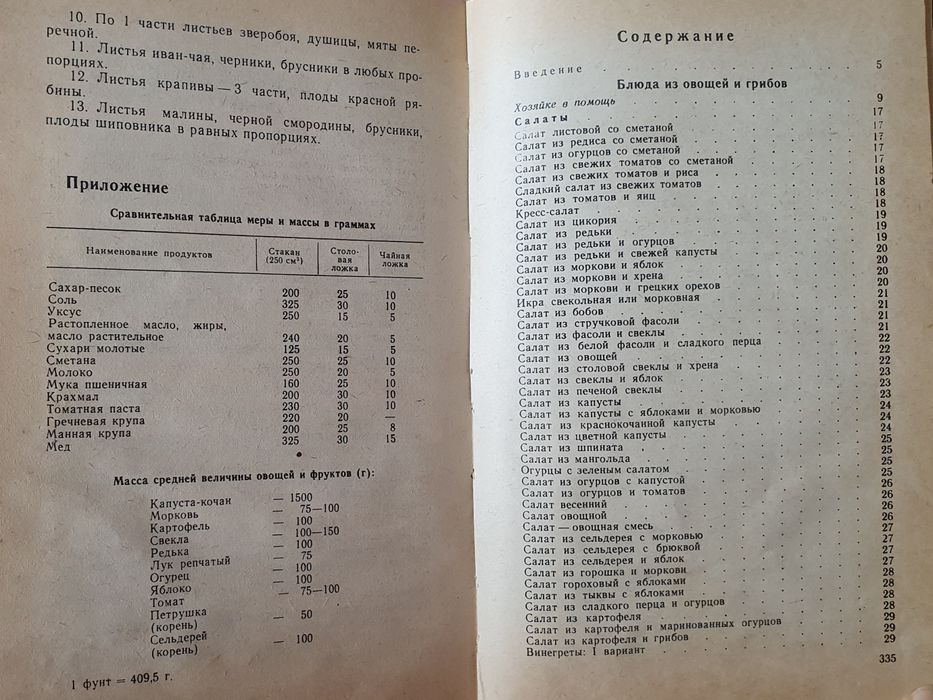 10. По 1 части листьев зверобоя, душицы, мяты пе-
речной.
11. Листья иван-чая, черники, брусники в любых про-
порциях.
12. Листья крапивы — 3 части, плоды красной ря-
бины.
13. Листья малины, черной смородины, брусники,
плоды шиповника в равных пропорциях.
Приложение
Сравнительная таблица меры и массы в граммах
Наименование продуктов Стакан (250 см³) Столо-вая ложка Чайная ложка
Сахар-песок 200 25 10
Соль 325 30 10
Уксус 250 15 5
Растопленное масло, жиры,
масло растительное 240 20 5
Сухари молотые 125 15 5
Сметана 250 25 10
Молоко 250 20 5
Мука пшеничная 160 25 10
Крахмал 200 30 10
Томатная паста 230 30 10
Гречневая крупа 220 20 —
Манная крупа 200 25 8
Мед 325 30 15
Масса средней величины овощей и фруктов (г):
Капуста-кочан — 1500
Морковь — 75—100
Картофель — 100
Свекла — 100—150
Редька — 100
Лук репчатый — 75
Огурец — 100
Яблоко — 100
Томат — 75—100
Петрушка
(корень) — 50
Сельдерей
(корень) — 100
1 фунт = 409,5 г.
Содержание
Введение 5
Блюда из овощей и грибов
Хозяйке в помощь 9
Салаты 17
Салат листовой со сметаной 17
Салат из редиса со сметаной 17
Салат из огурцов со сметаной 17
Салат из свежих томатов со сметаной 17
Салат из свежих томатов и риса 18
Сладкий салат из свежих томатов 18
Салат из томатов и яиц 18
Кресс-салат 18
Салат из цикория 19
Салат из редьки 19
Салат из редьки и огурцов 19
Салат из редьки и свежей капусты 20
Салат из моркови и яблок 20
Салат из моркови и хрена 20
Салат из моркови и грецких орехов 20
Икра свекольная или морковная 21
Салат из бобов 21
Салат из стручковой фасоли 21
Салат из фасоли и свеклы 21
Салат из белой фасоли и сладкого перца 22
Салат из овощей 22
Салат из столовой свеклы и хрена 22
Салат из свеклы и яблок 23
Салат из печеной свеклы 23
Салат из капусты 23
Салат из капусты с яблоками и морковью 24
Салат из краснокочанной капусты 24
Салат из цветной капусты 24
Салат из шпината 25
Салат из мангольда 25
Огурцы с зеленым салатом 25
Салат из огурцов с капустой 25
Салат из огурцов и томатов 26
Салат весенний 26
Салат овощной 26
Салат — овощная смесь 26
Салат из сельдерея с морковью 27
Салат из сельдерея с брюквой 27
Салат из сельдерея и яблок 27
Салат из горошка и моркови 27
Салат гороховый с яблоками 28
Салат из тыквы с яблоками 28
Салат из сладкого перца и огурцов 28
Салат из картофеля 28
Салат из картофеля и маринованных огурцов 29
Салат из картофеля и грибов 29
Винегреты: I вариант 29
335